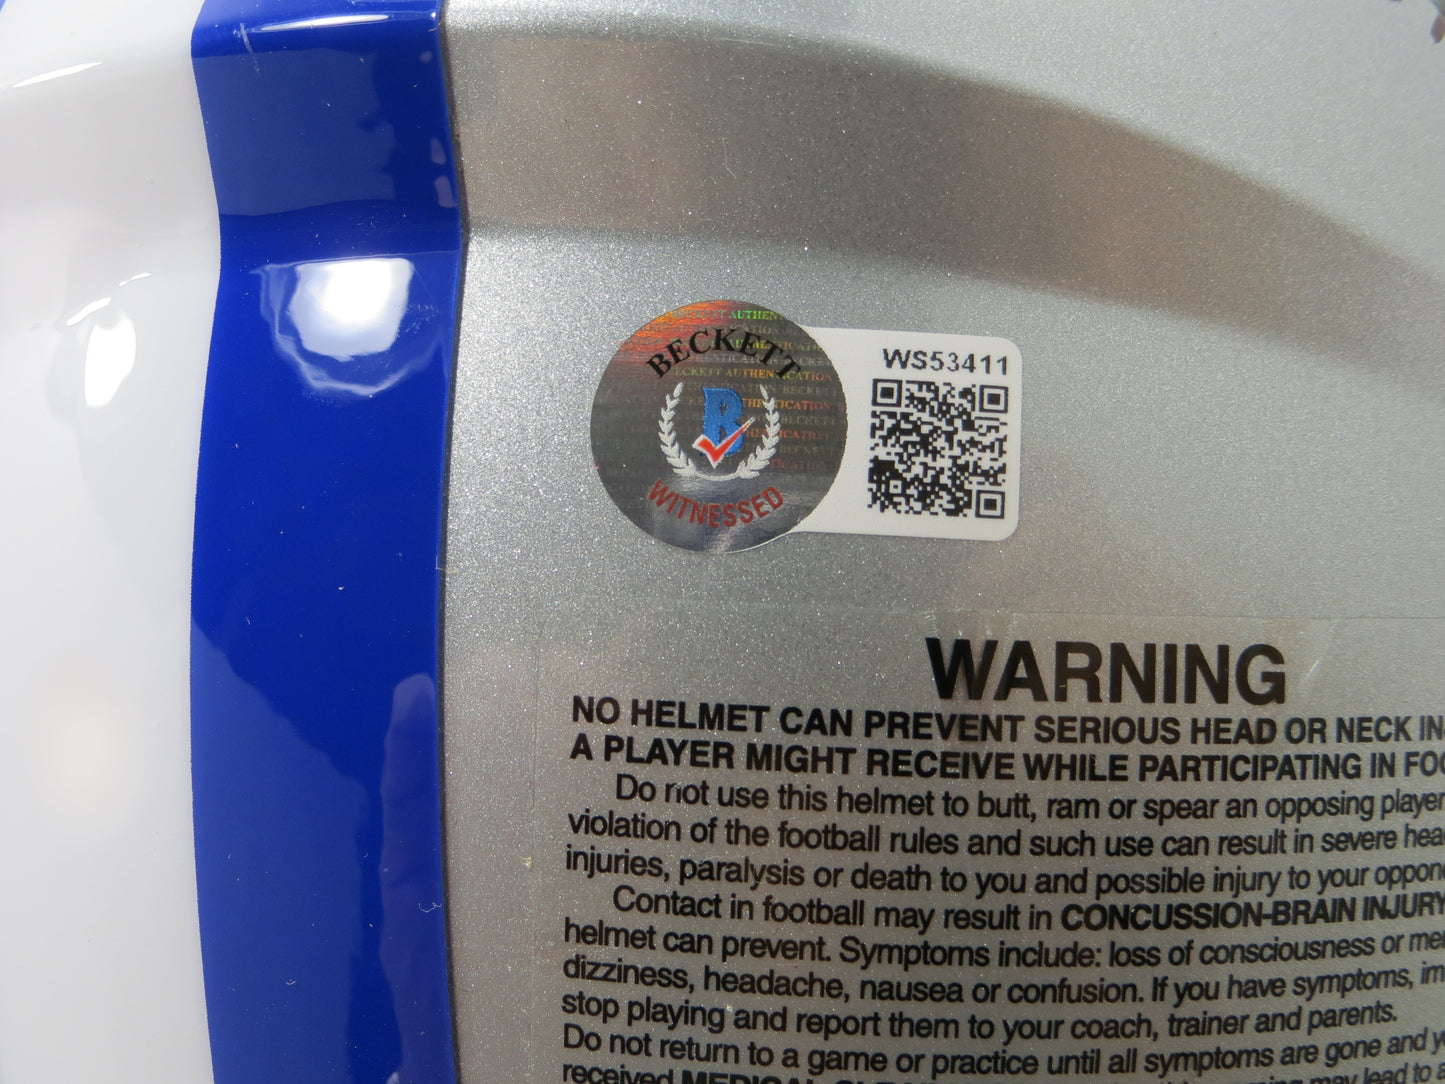 BECKETT
WITNESSED
WS53411
WARNING
NO HELMET CAN PREVENT SERIOUS HEAD OR NECK IN
A PLAYER MIGHT RECEIVE WHILE PARTICIPATING IN FOO
Do not use this helmet to butt, ram or spear an opposing player
violation of the football rules and such use can result in severe hea
injuries, paralysis or death to you and possible injury to your oppon
Contact in football may result in CONCUSSION-BRAIN INJURY
helmet can prevent. Symptoms include: loss of consciousness or me
dizziness, headache, nausea or confusion. If you have symptoms, im
stop playing and report them to your coach, trainer and parents.
Do not return to a game or practice until all symptoms are gone and y
received MEDICAL may lead to a